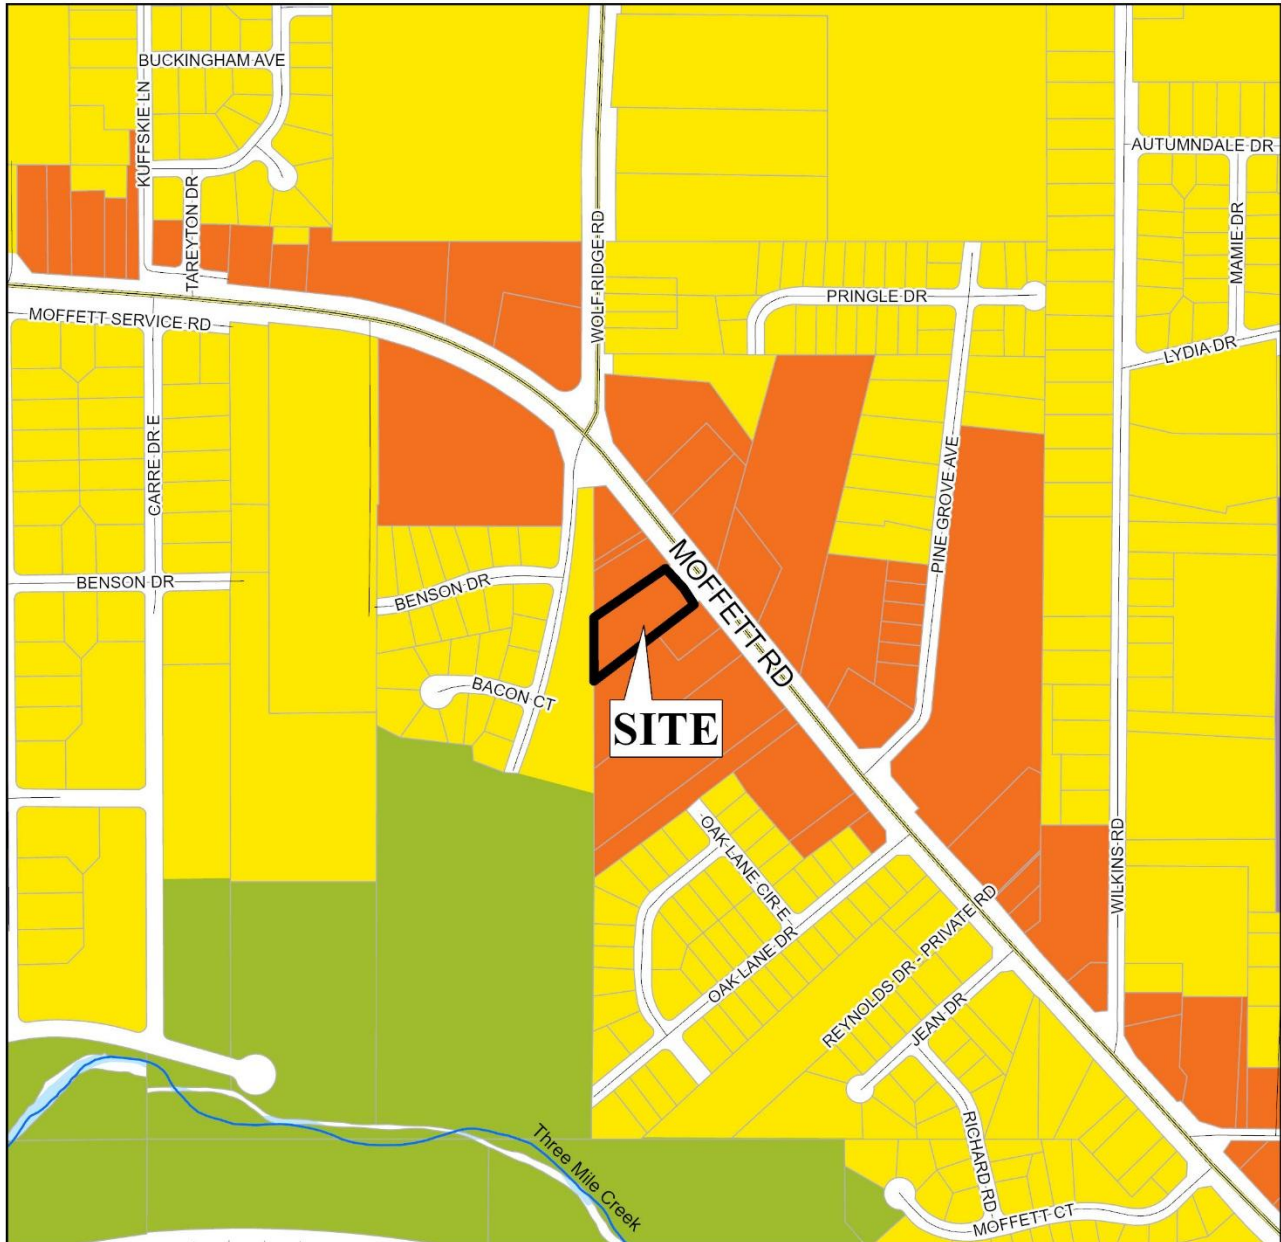 BUCKINGHAM AVE
KUFFSKIE LN
TAREYTON DR
AUTUMNDALE DR
MAMIE DR
WOLF RIDGE RD
PRINGLE DR
MOFFETT SERVICE RD
LYDIA DR
CARRE DR E
PINE GROVE AVE
BENSON DR
BENSON DR
MOFFETT RD
BACON CT
SITE
OAK LANE CIR E
WILKINS RD
OAK LANE DR
REYNOLDS DR - PRIVATE RD
JEAN DR
Three Mile Creek
RICHARD RD
MOFFETT CT